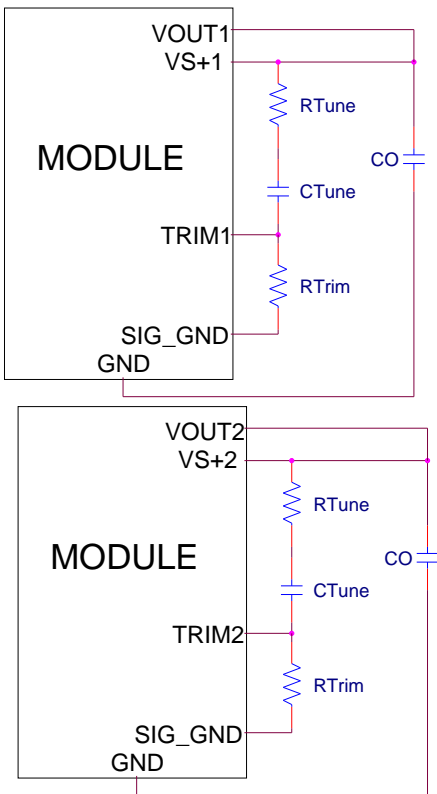 VOUT1
VS+1
RTune
MODULE
CO
CTune
TRIM1
RTrim
SIG_GND
GND
VOUT2
VS+2
RTune
MODULE
CO
CTune
TRIM2
RTrim
SIG_GND
GND